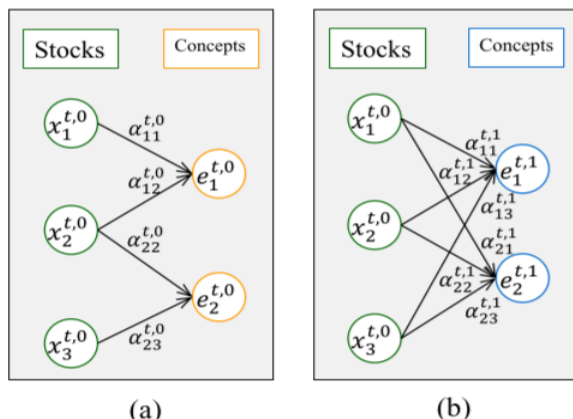 Stocks
Concepts
x_1^{t,0}
α_{11}^{t,0}
α_{12}^{t,0}
e_1^{t,0}
x_2^{t,0}
α_{22}^{t,0}
e_2^{t,0}
x_3^{t,0}
α_{23}^{t,0}
(a)
Stocks
Concepts
x_1^{t,0}
α_{11}^{t,1}
α_{12}^{t,1}
e_1^{t,1}
α_{13}^{t,1}
x_2^{t,0}
α_{21}^{t,1}
α_{22}^{t,1}
e_2^{t,1}
α_{23}^{t,1}
x_3^{t,0}
(b)